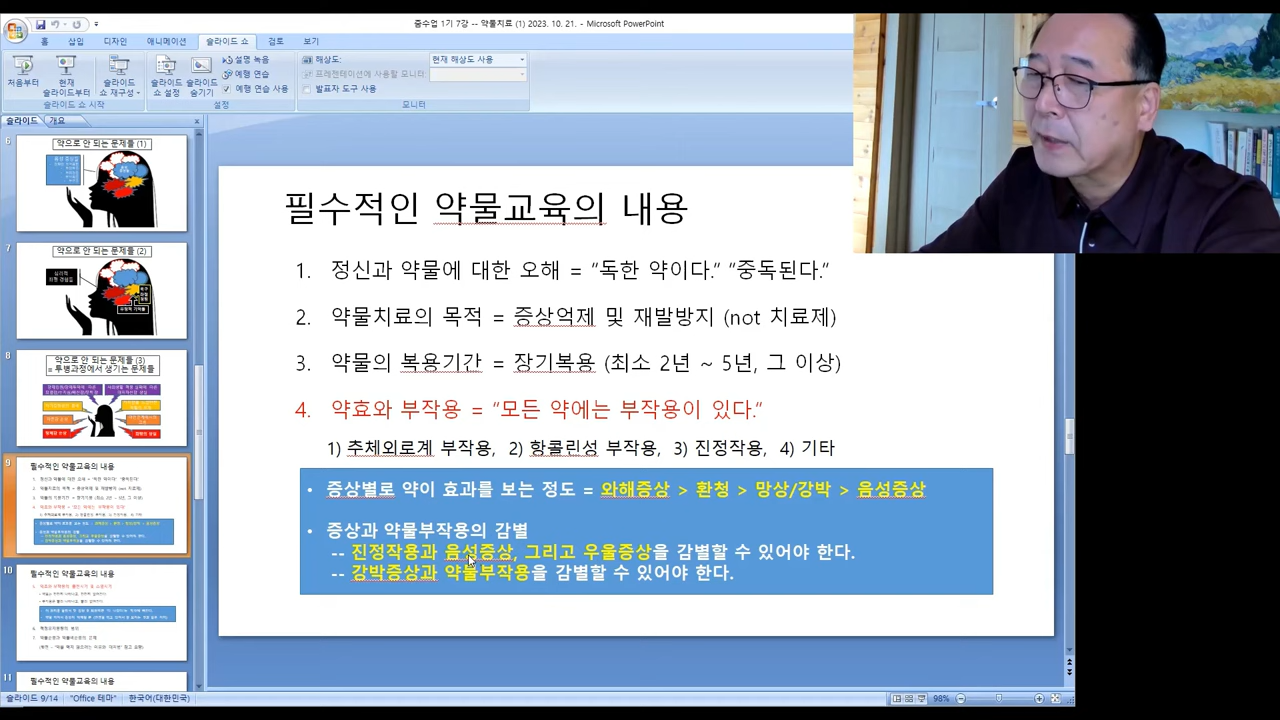 줌수업 1기 7강 -- 약물치료 (1) 2023. 10. 21. - Microsoft PowerPoint
홈 삽입 디자인 애니메이션 슬라이드 쇼 검토 보기
처음부터
현재
슬라이드부터
슬라이드
쇼 재구성
슬라이드 쇼 시작
슬라이드
쇼 설정
슬라이드
숨기기
설명 녹음
예행 연습
예행 연습 사용
설정
해상도: 현재 해상도 사용
프레젠테이션에 사용할 모니터
발표자 도구 사용
모니터
슬라이드 개요
6
약으로 안 되는 문제들 (1)
7
약으로 안 되는 문제들 (2)
8
약으로 안 되는 문제들 (3)
= 투병과정에서 생기는 문제들
9
필수적인 약물교육의 내용
10
필수적인 약물교육의 내용
11
필수적인 약물교육의 내용
필수적인 약물교육의 내용
1. 정신과 약물에 대한 오해 = “독한 약이다.” “중독된다.”
2. 약물치료의 목적 = 증상억제 및 재발방지 (not 치료제)
3. 약물의 복용기간 = 장기복용 (최소 2년 ~ 5년, 그 이상)
4. 약효와 부작용 = “모든 약에는 부작용이 있다.”
1) 추체외로계 부작용, 2) 항콜린성 부작용, 3) 진정작용, 4) 기타
• 증상별로 약이 효과를 보는 정도 = 와해증상 > 환청 > 망상/강박 > 음성증상
• 증상과 약물부작용의 감별
-- 진정작용과 음성증상, 그리고 우울증상을 감별할 수 있어야 한다.
-- 강박증상과 약물부작용을 감별할 수 있어야 한다.
슬라이드 9/14 "Office 테마" 한국어(대한민국) 98%